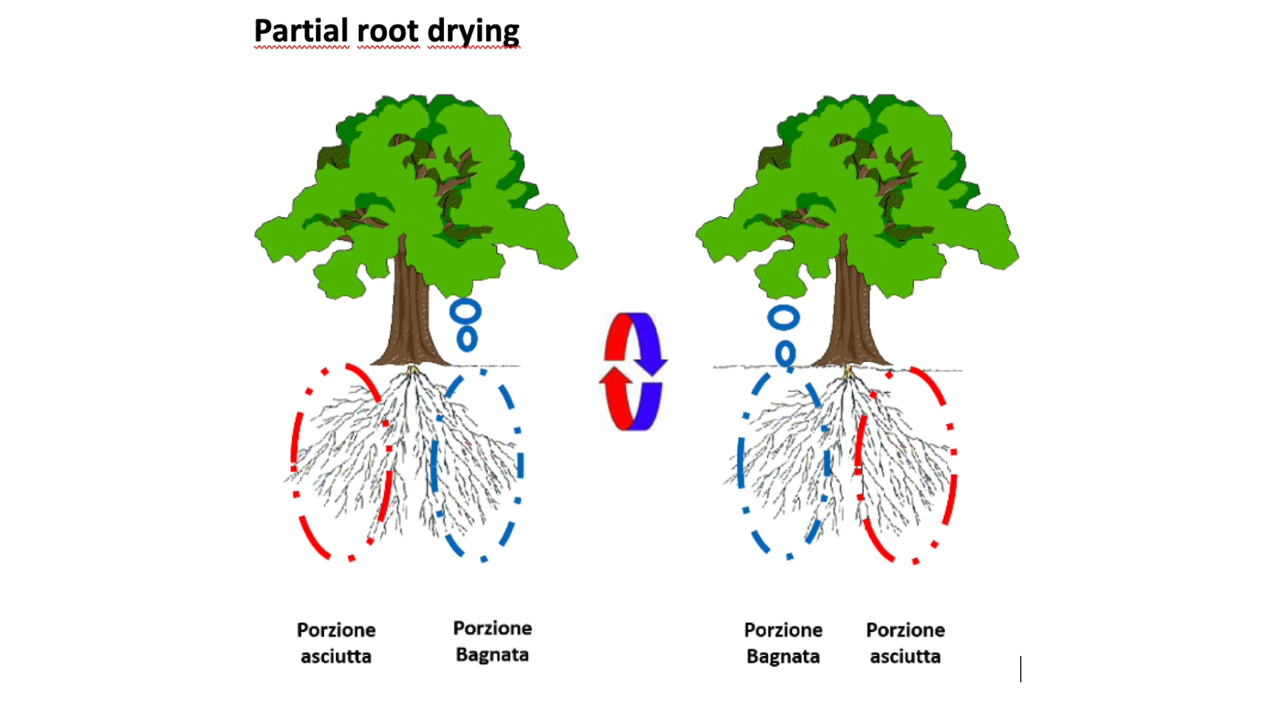 Partial root drying
Porzione
asciutta
Porzione
Bagnata
Porzione
Bagnata
Porzione
asciutta